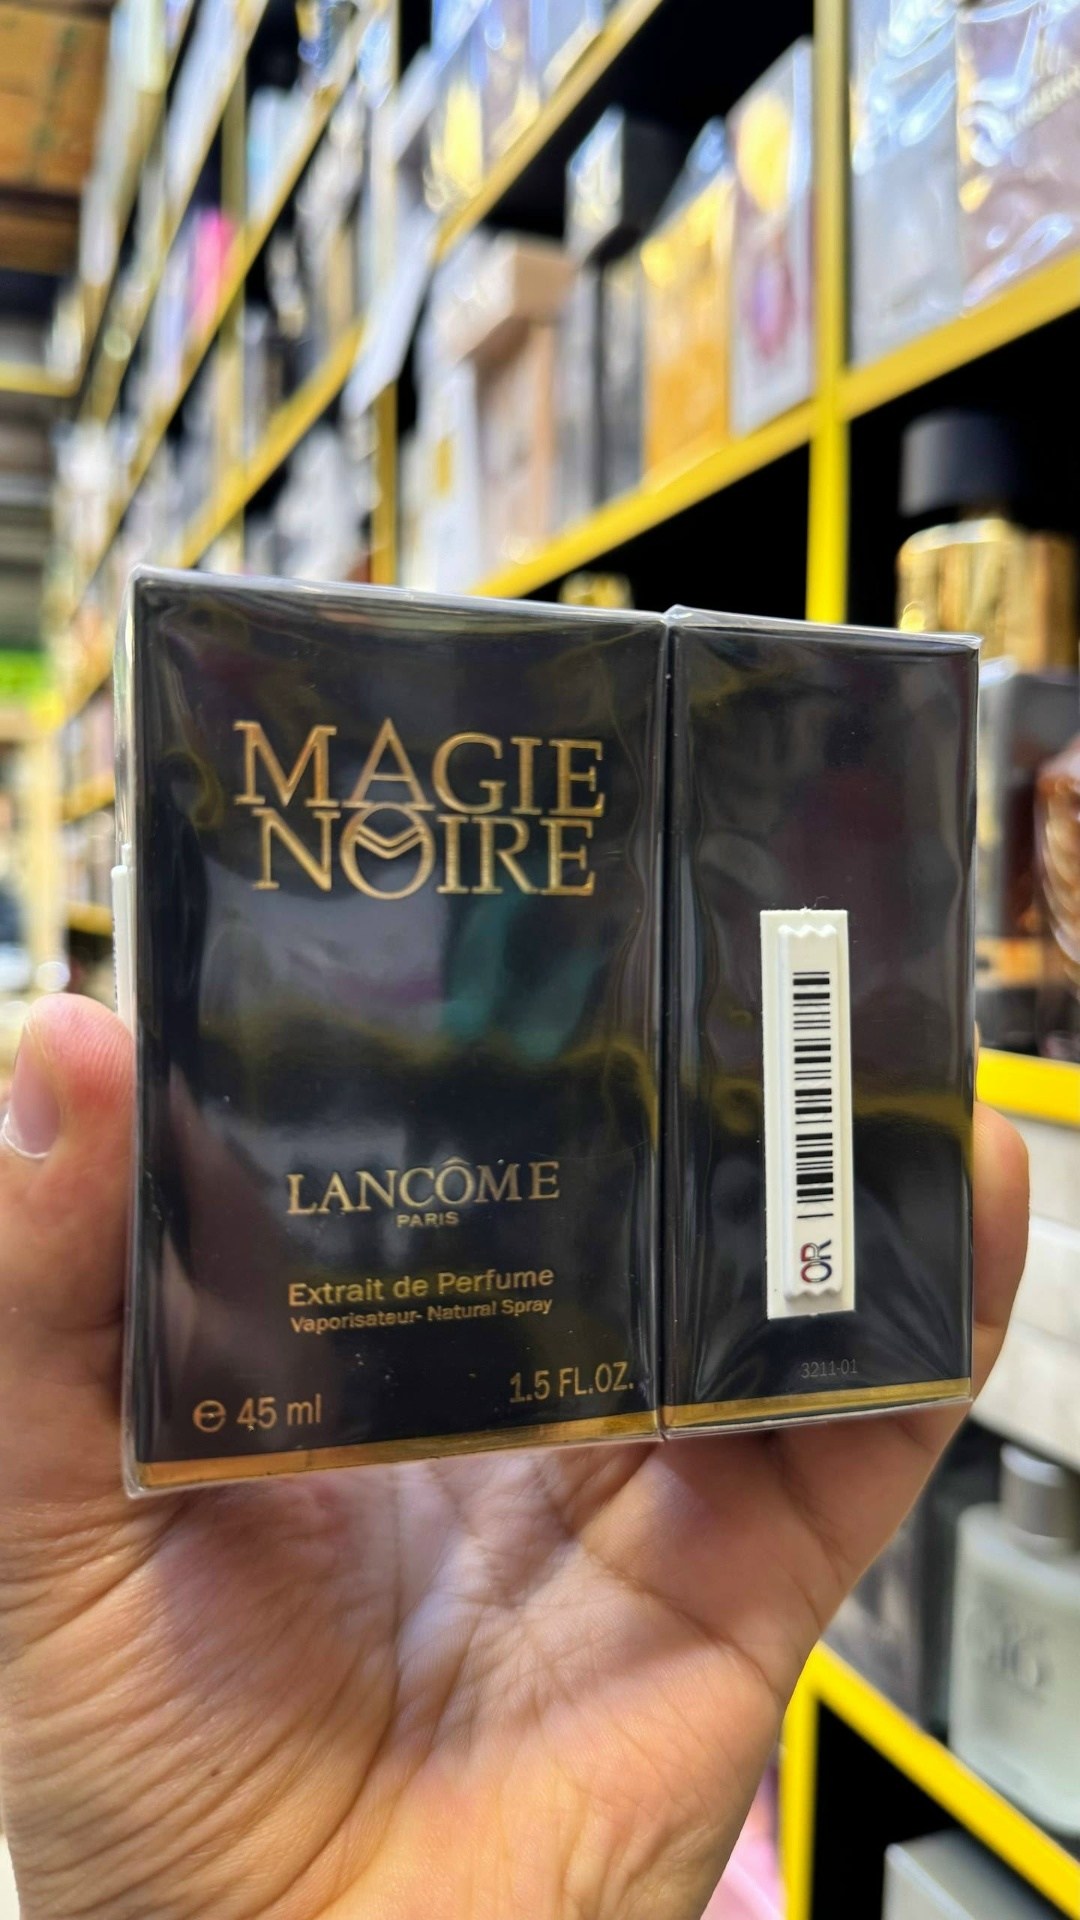 MAGIE
NOIRE
LANCÔME
PARIS
Extrait de Perfume
Vaporisateur- Natural Spray
℮ 45 ml
1.5 FL.OZ.
OR
3211-01